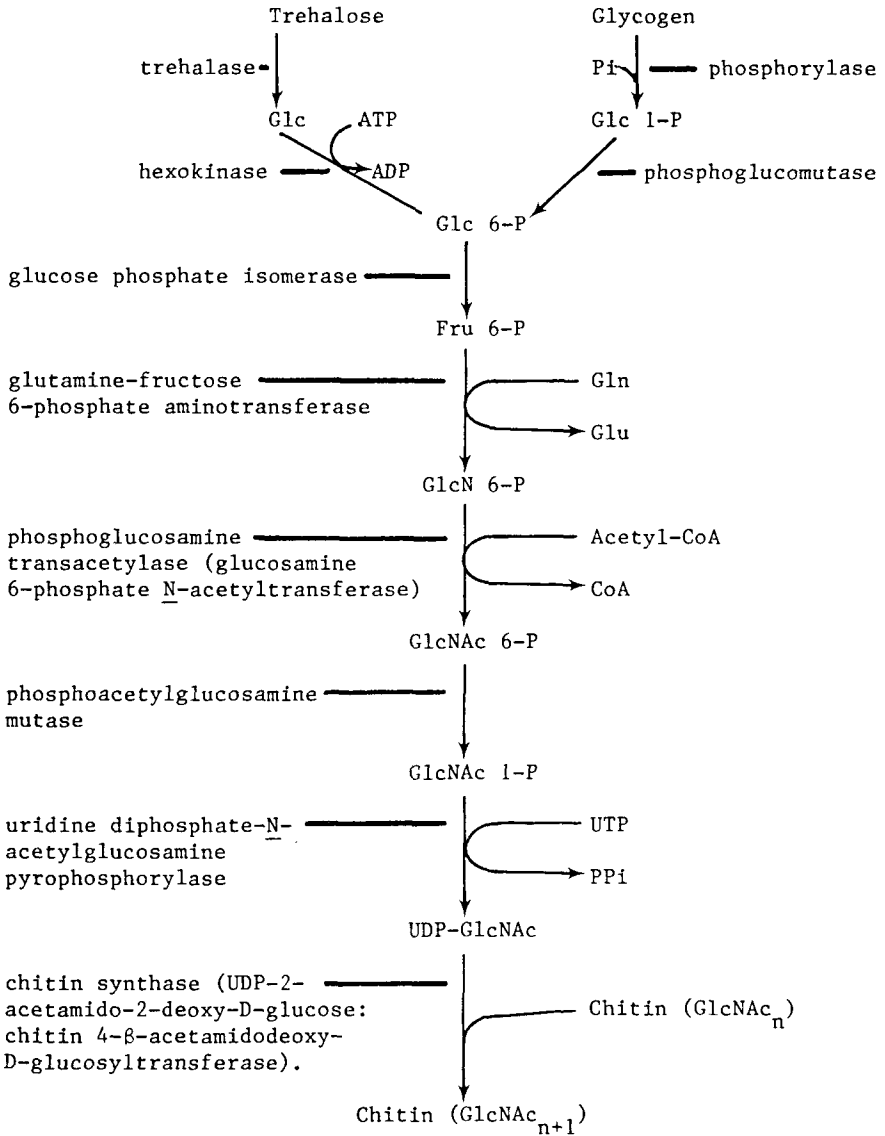 Trehalose
Glycogen
trehalase
Pi
phosphorylase
Glc
ATP
Glc 1-P
hexokinase
ADP
phosphoglucomutase
Glc 6-P
glucose phosphate isomerase
Fru 6-P
glutamine-fructose
6-phosphate aminotransferase
Gln
Glu
GlcN 6-P
phosphoglucosamine
transacetylase (glucosamine
6-phosphate N-acetyltransferase)
Acetyl-CoA
CoA
GlcNAc 6-P
phosphoacetylglucosamine
mutase
GlcNAc 1-P
uridine diphosphate-N-
acetylglucosamine
pyrophosphorylase
UTP
PPi
UDP-GlcNAc
chitin synthase (UDP-2-
acetamido-2-deoxy-D-glucose:
chitin 4-β-acetamidodeoxy-
D-glucosyltransferase).
Chitin (GlcNAcn)
Chitin (GlcNAcn+1)